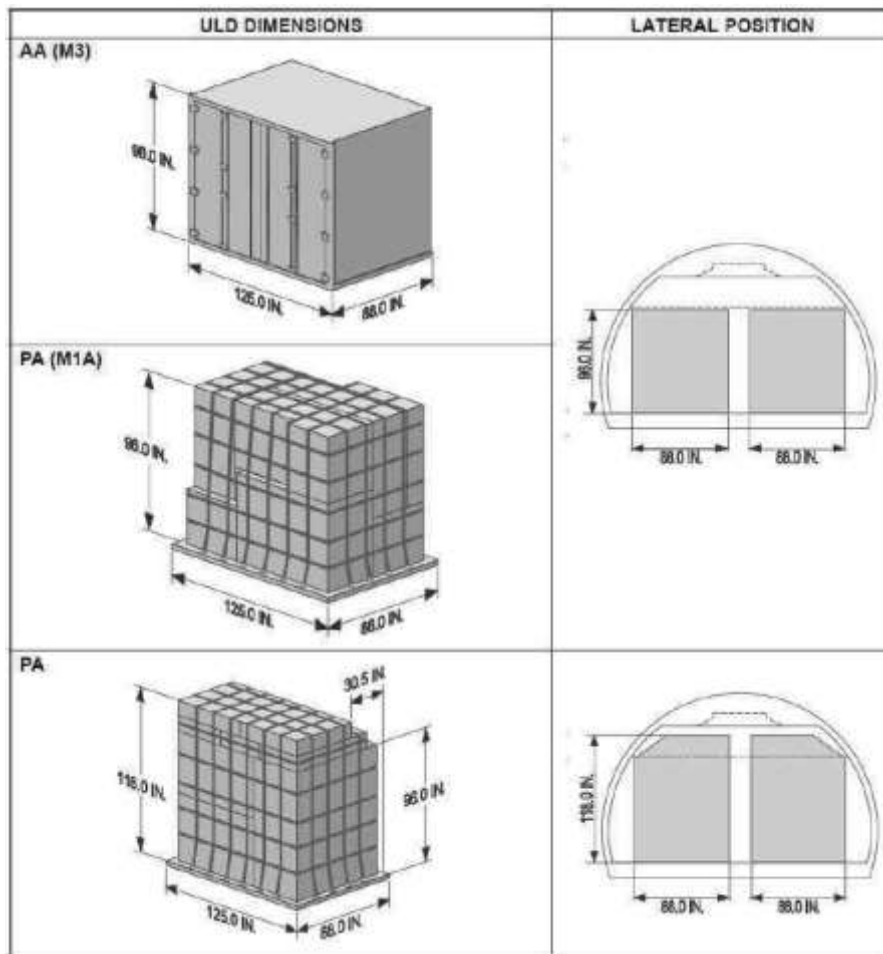 ULD DIMENSIONS
LATERAL POSITION
AA (M3)
96.0 IN.
125.0 IN.
88.0 IN.
96.0 IN.
88.0 IN.
88.0 IN.
PA (M1A)
96.0 IN.
125.0 IN.
88.0 IN.
PA
30.5 IN.
118.0 IN.
96.0 IN.
125.0 IN.
88.0 IN.
118.0 IN.
88.0 IN.
88.0 IN.